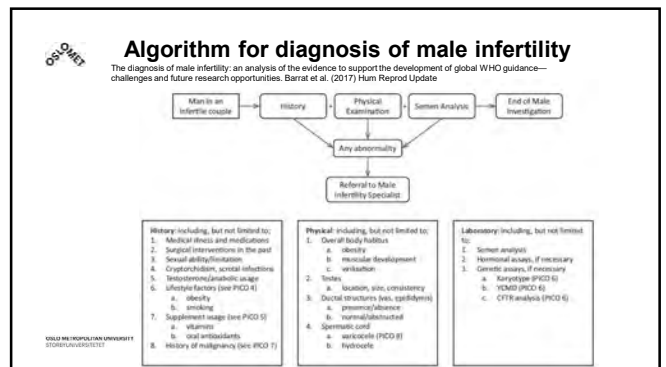 OSLOMET
Algorithm for diagnosis of male infertility
The diagnosis of male infertility: an analysis of the evidence to support the development of global WHO guidance—
challenges and future research opportunities. Barrat et al. (2017) Hum Reprod Update
Man in an
infertile couple
History
Physical
Examination
Semen Analysis
End of Male
Investigation
Any abnormality
Referral to Male
Infertility Specialist
History: including, but not limited to:
1. Medical illness and medications
2. Surgical interventions in the past
3. Sexual ability/limitation
4. Cryptorchidism, scrotal infections
5. Testosterone/anabolic usage
6. Lifestyle factors (see PICO 4)
a. obesity
b. smoking
7. Supplement usage (see PICO 5)
a. vitamins
b. oral antioxidants
8. History of malignancy (see PICO 7)
Physical: including, but not limited to:
1. Overall body habitus
a. obesity
b. muscular development
c. virilisation
2. Testes
a. location, size, consistency
3. Ductal structures (vas, epididymis)
a. presence/absence
b. normal/obstructed
4. Spermatic cord
a. varicocele (PICO 8)
b. hydrocele
Laboratory: including, but not limited
to:
1. Semen analysis
2. Hormonal assays, if necessary
3. Genetic assays, if necessary
a. Karyotype (PICO 6)
b. YCMD (PICO 6)
c. CFTR analysis (PICO 6)
OSLO METROPOLITAN UNIVERSITY
STORBYUNIVERSITETET